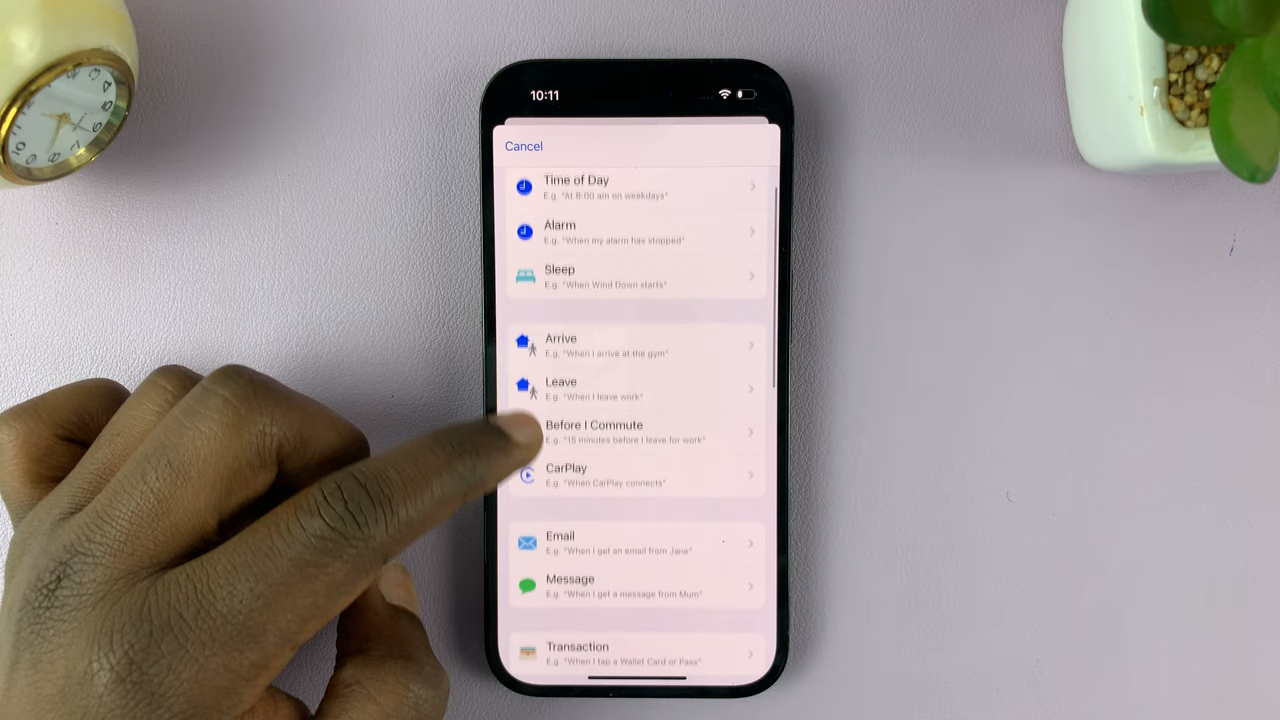 10:11
Cancel
Time of Day
E.g. "At 8:00 am on weekdays"
Alarm
E.g. "When my alarm has stopped"
Sleep
E.g. "When Wind Down starts"
Arrive
E.g. "When I arrive at the gym"
Leave
E.g. "When I leave work"
Before I Commute
E.g. "15 minutes before I leave for work"
CarPlay
E.g. "When CarPlay connects"
Email
E.g. "When I get an email from Jane"
Message
E.g. "When I get a message from Mum"
Transaction
E.g. "When I tap a Wallet Card or Pass"